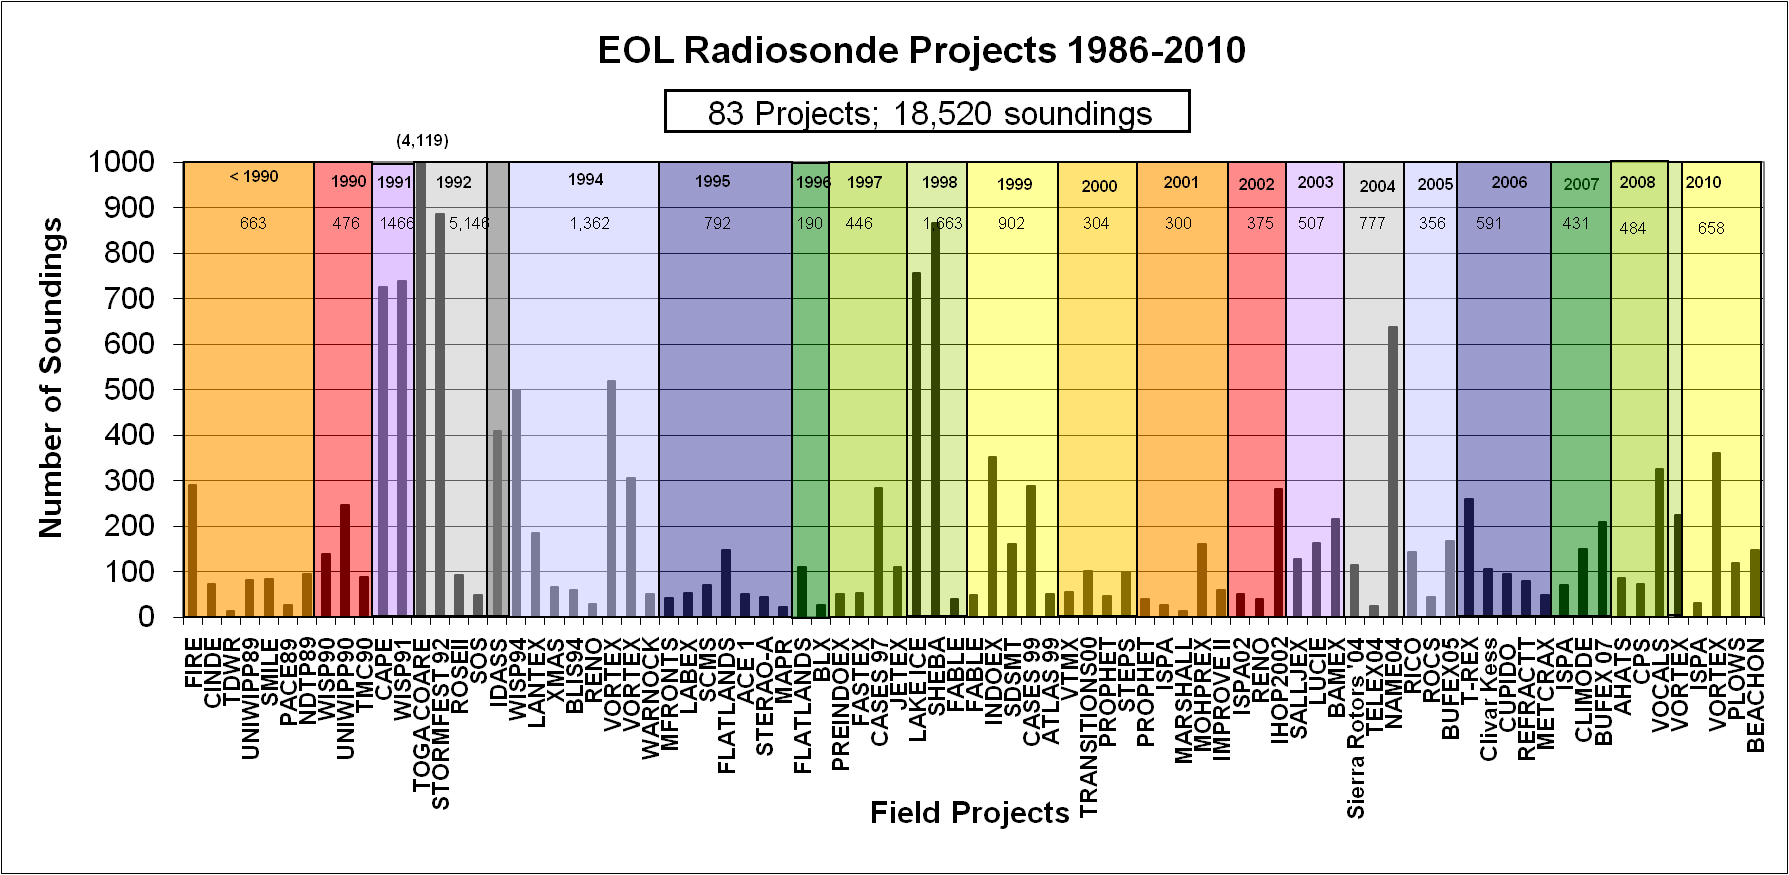 EOL Radiosonde Projects 1986-2010
83 Projects; 18,520 soundings
(4,119)
Number of Soundings
1000
900
800
700
600
500
400
300
200
100
0
< 1990
1990
1991
1992
1994
1995
1996
1997
1998
1999
2000
2001
2002
2003
2004
2005
2006
2007
2008
2010
663
476
1466
5,146
1,362
792
190
446
1,663
902
304
300
375
507
777
356
591
431
484
658
FIRE
CINDE
TDWR
UNIWPP89
SMILE
PACE89
NDTP89
WISP90
UNIWPP90
TMC90
CAPE
WISP91
TOGA COARE
STORMFEST 92
ROSEII
SOS
IDASS
WISP94
LANTEX
XMAS
BLIS94
RENO
VORTEX
VORTEX
WARNOCK
MFRONTS
LABEX
SCMS
FLATLANDS
ACE 1
STERAO-A
MAPR
FLATLANDS
BLX
PREINDOEX
FASTEX
CASES 97
JETEX
LAKE ICE
SHEBA
FABLE
FABLE
INDOEX
SDSMT
CASES 99
ATLAS 99
VTMX
TRANSITIONS00
PROPHET
STEPS
PROPHET
ISPA
MARSHALL
MOHPREX
IMPROVE II
ISPA02
RENO
IHOP2002
SALLJEX
LUCIE
BAMEX
Sierra Rotors '04
TELEX04
NAME04
RICO
ROCS
BUFEX05
T-REX
Clivar Kess
CUPIDO
REFRACTT
METCRAX
ISPA
CLIMODE
BUFEX 07
AHATS
CPS
VOCALS
VORTEX
ISPA
VORTEX
PLOWS
BEACHON
Field Projects